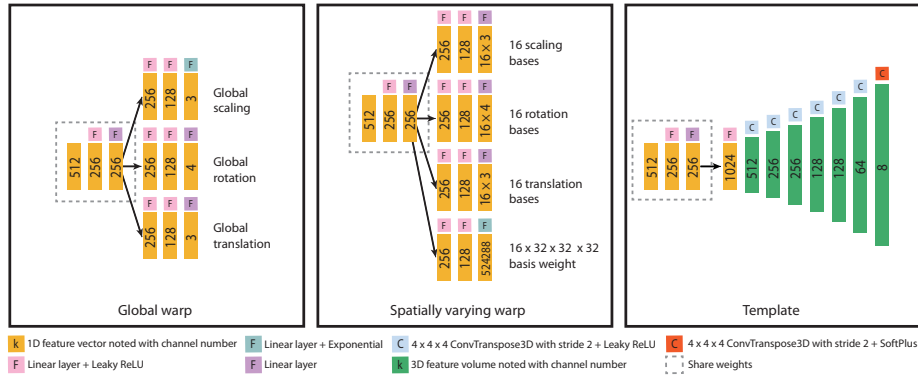 F F F
256 128 3
Global
scaling
F F
512 256 256
F F F
256 128 4
Global
rotation
F F F
256 128 3
Global
translation
Global warp
F F F
256 128 16 × 3
16 scaling
bases
F F
512 256 256
F F F
256 128 16 × 4
16 rotation
bases
F F F
256 128 16 × 3
16 translation
bases
F F F
256 128 524288
16 x 32 x 32 x 32
basis weight
Spatially varying warp
F F F C C C C C C C
512 256 256 1024 512 256 256 128 128 64 8
Template
k 1D feature vector noted with channel number
F Linear layer + Exponential
C 4 x 4 x 4 ConvTranspose3D with stride 2 + Leaky ReLU
C 4 x 4 x 4 ConvTranspose3D with stride 2 + SoftPlus
F Linear layer + Leaky ReLU
F Linear layer
k 3D feature volume noted with channel number
Share weights